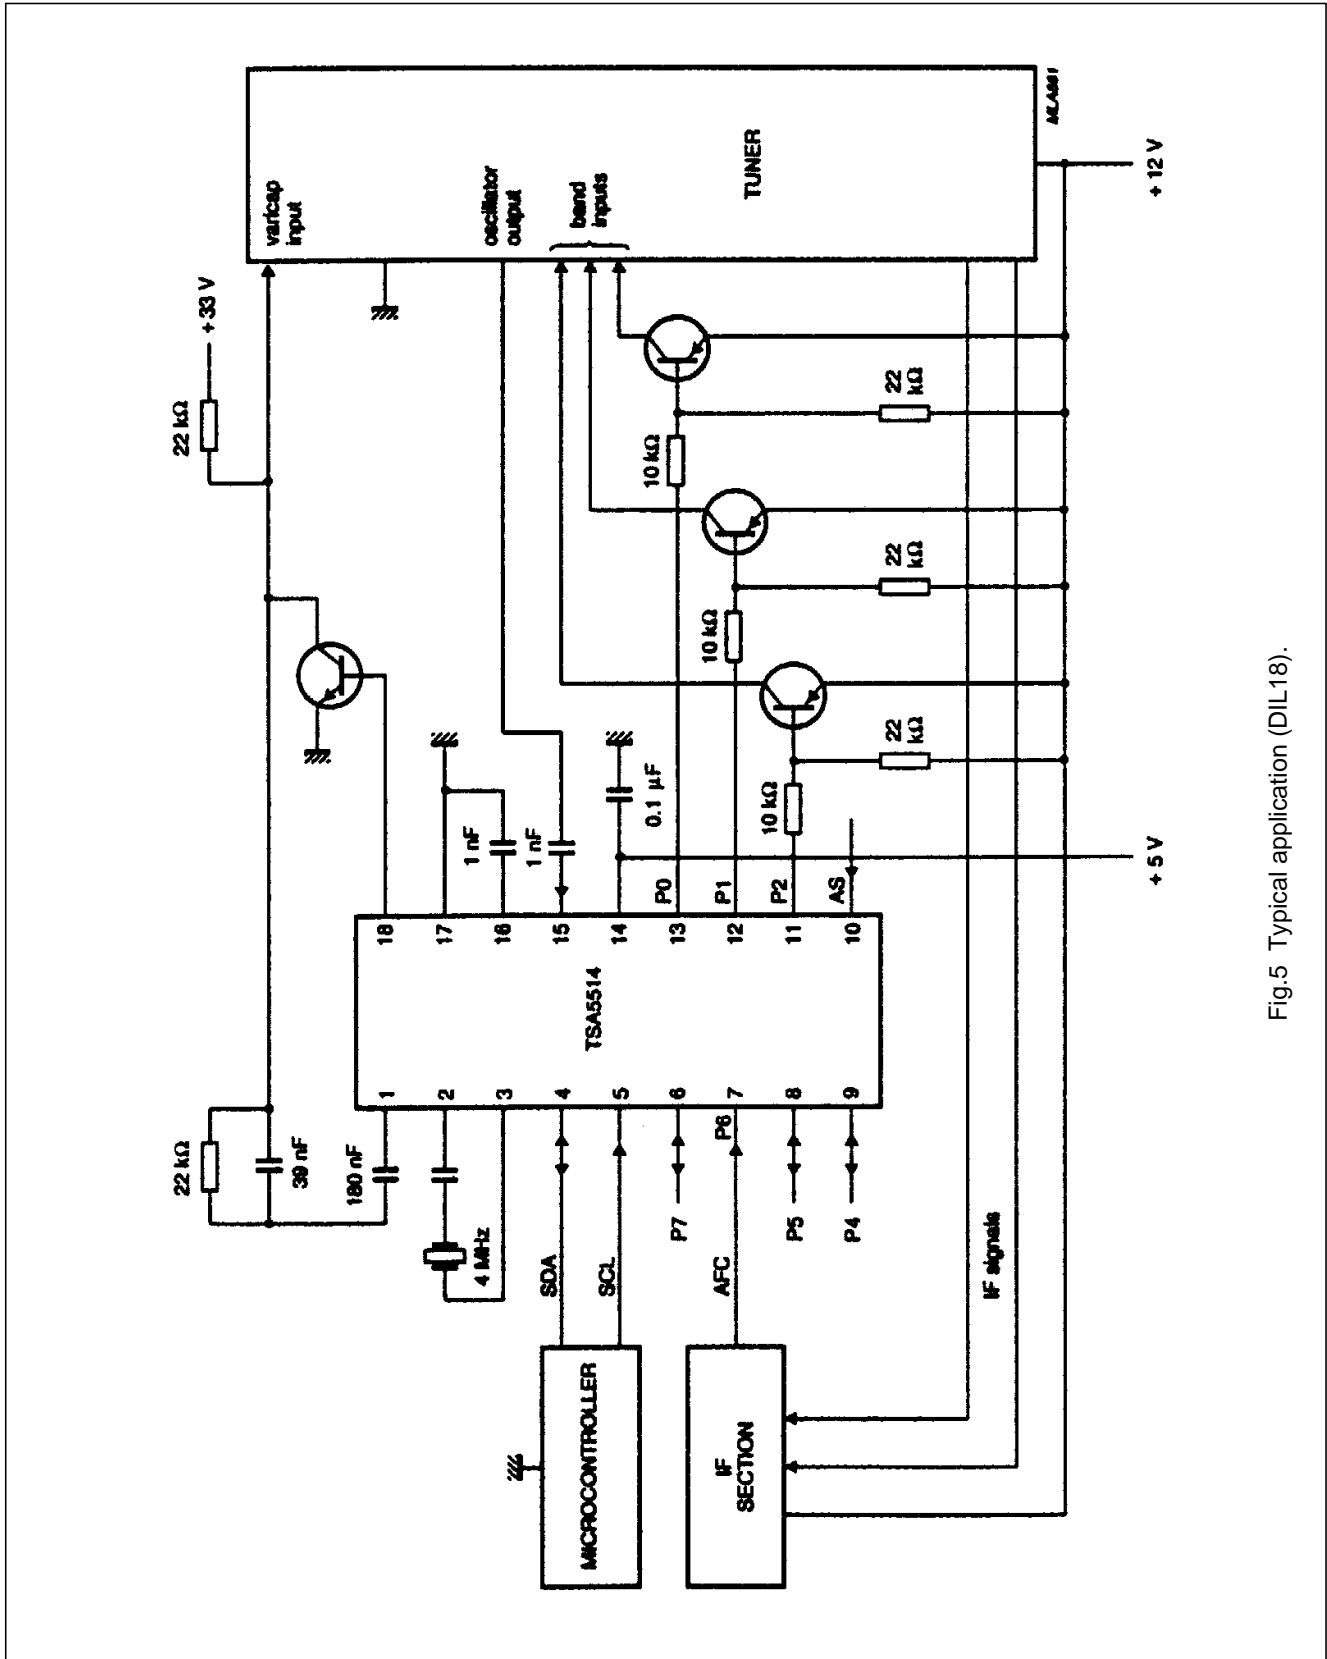 22 kΩ
+ 33 V
varicap
input
22 kΩ
39 nF
180 nF
4 MHz
1
2
3
4
5
6
7
8
9
18
17
16
15
14
13
12
11
10
TSA5514
1 nF
1 nF
0.1 µF
oscillator
output
band
inputs
TUNER
MLA861
SDA
SCL
P7
AFC
P6
P5
P4
P0
P1
P2
AS
10 kΩ
10 kΩ
10 kΩ
22
kΩ
22
kΩ
22
kΩ
MICROCONTROLLER
IF
SECTION
IF signals
+ 5 V
+ 12 V
Fig.5 Typical application (DIL18).